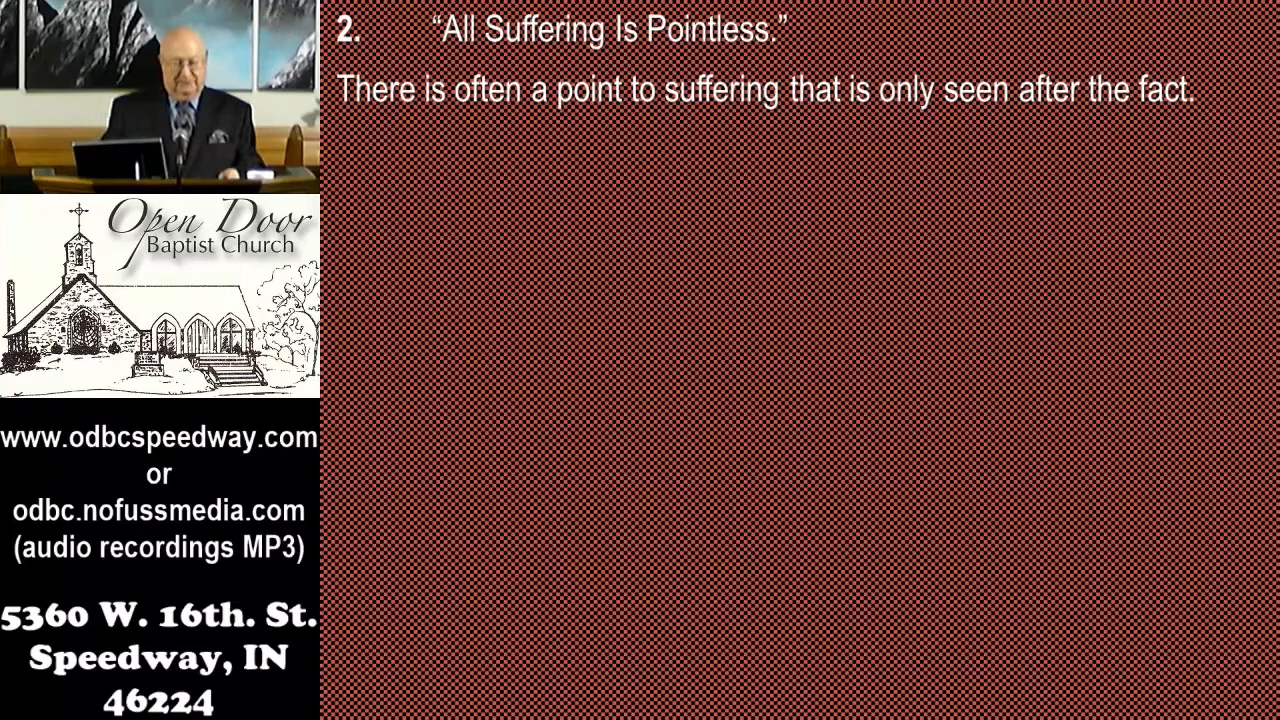 2. “All Suffering Is Pointless.”
There is often a point to suffering that is only seen after the fact.
Open Door
Baptist Church
www.odbcspeedway.com
or
odbc.nofussmedia.com
(audio recordings MP3)
5360 W. 16th. St.
Speedway, IN
46224